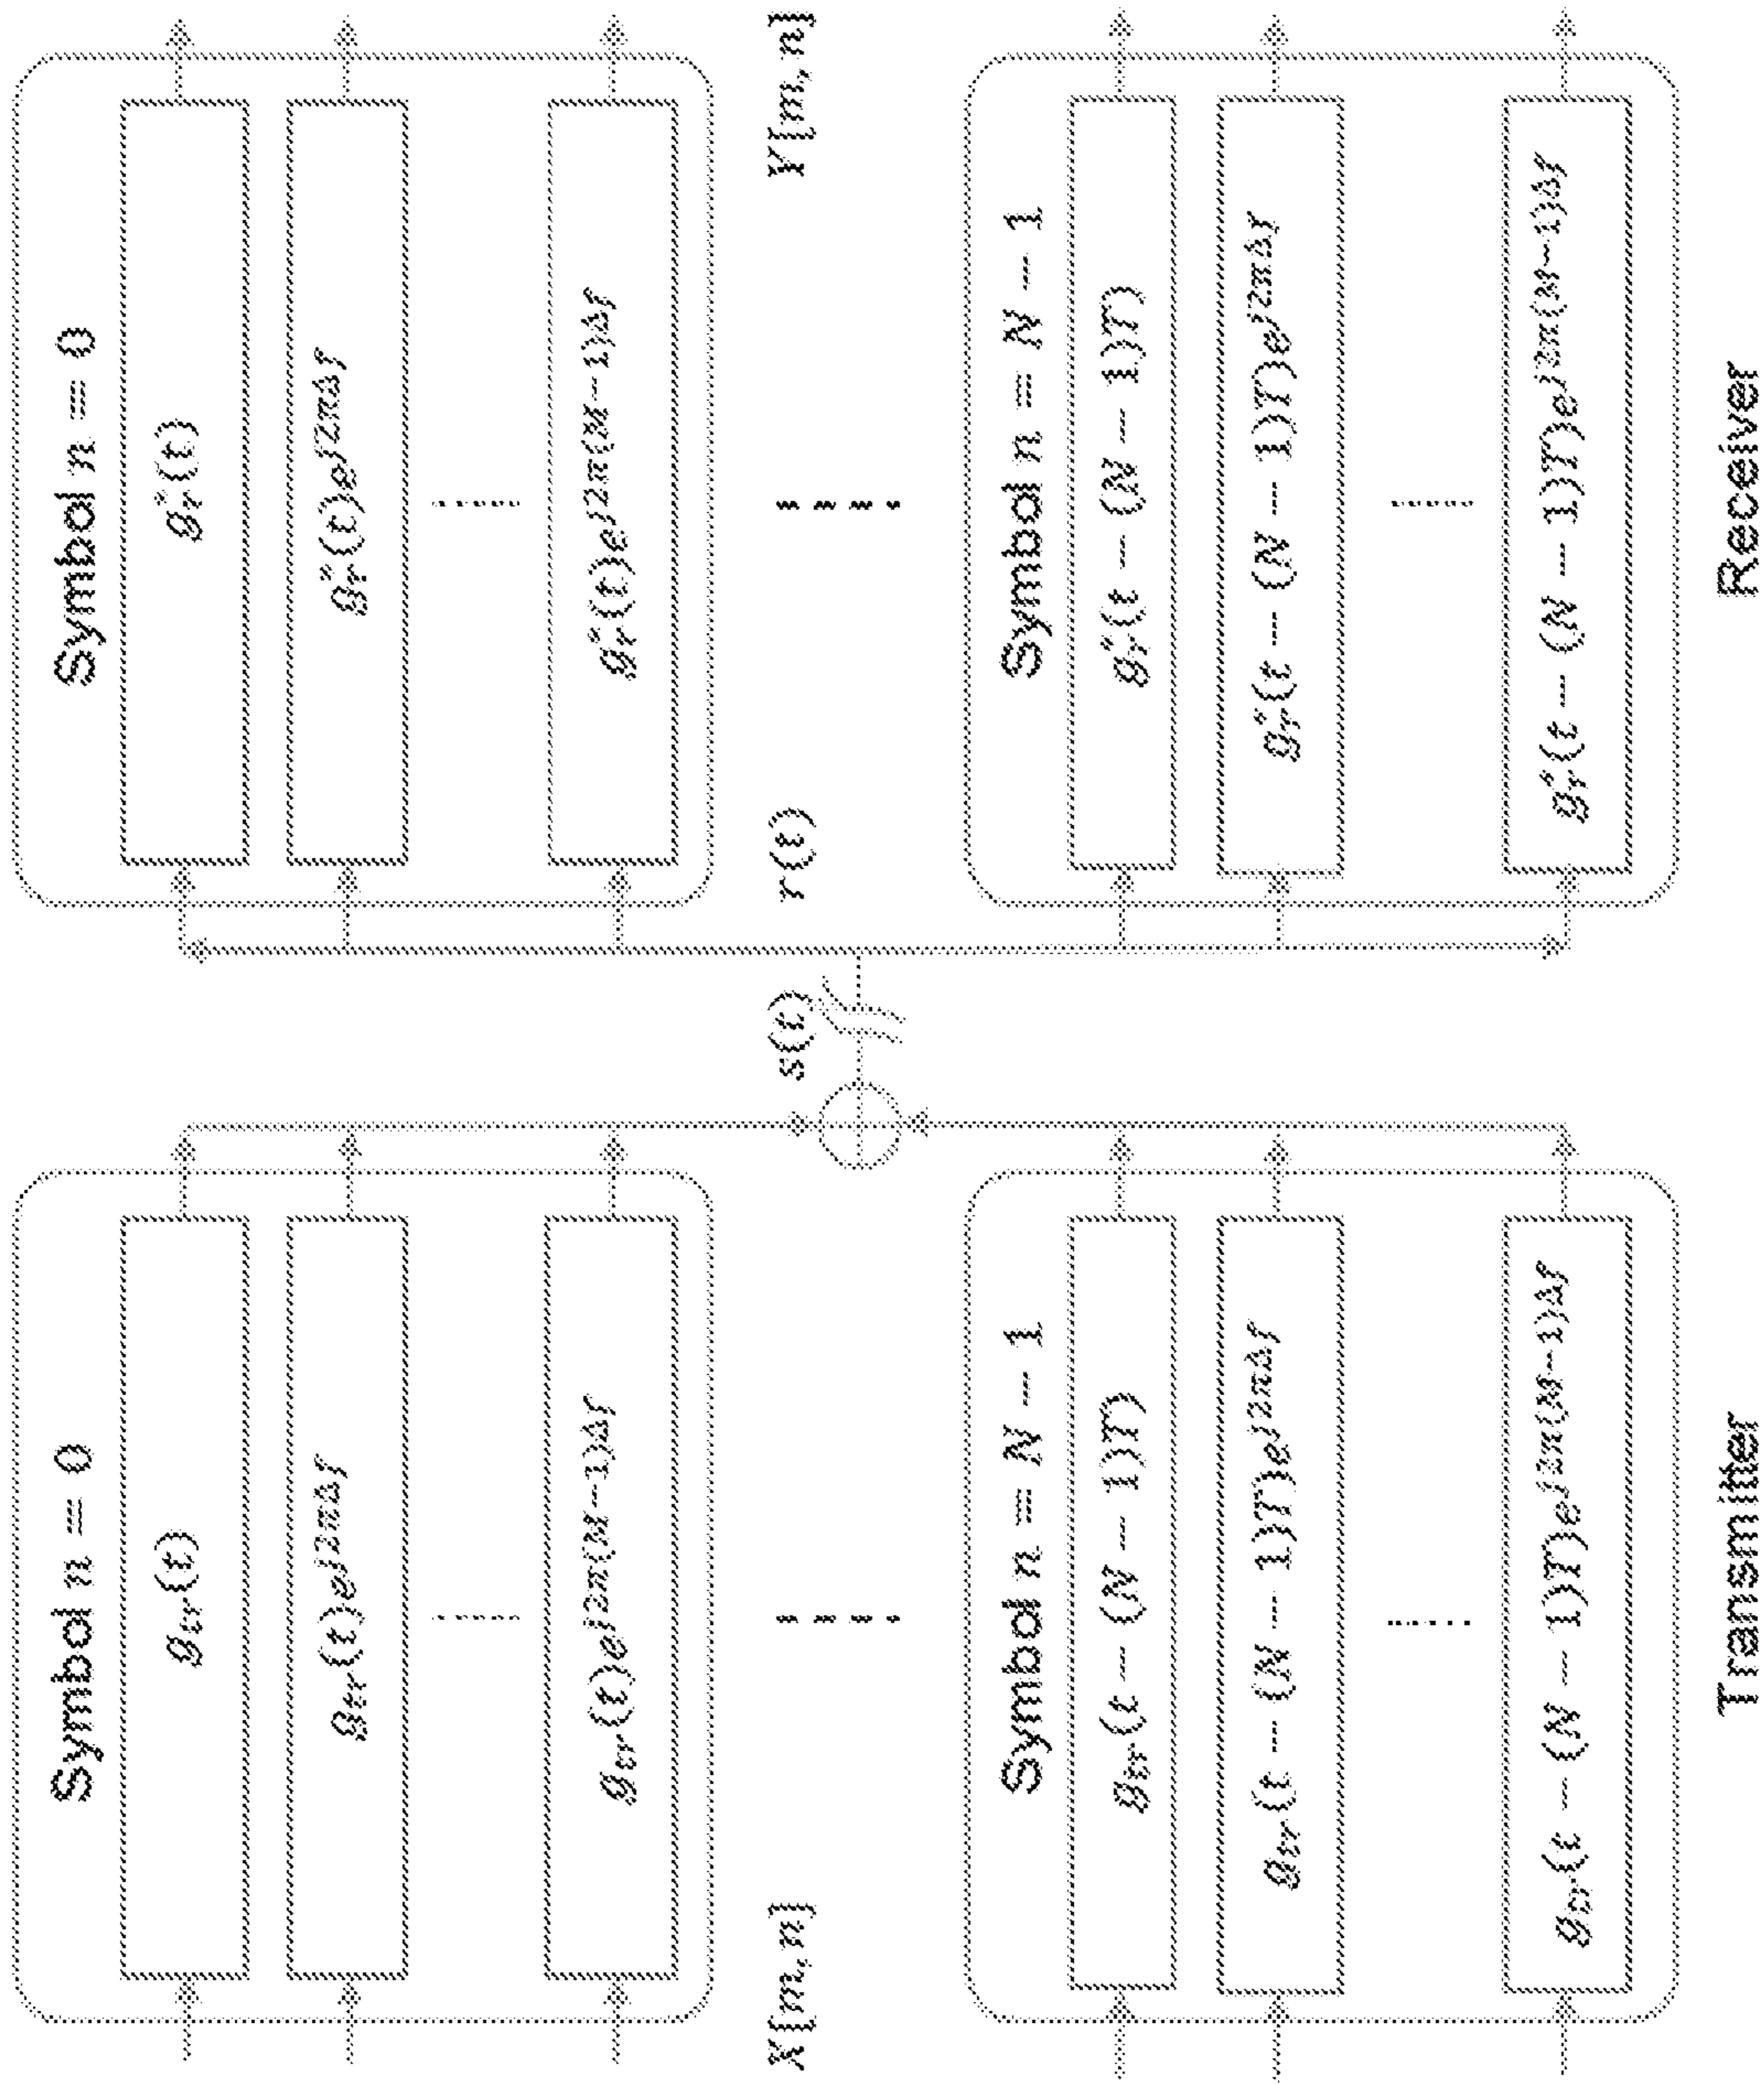 Symbol n = 0
g_tr(t)
g_tr(t)e^{j2πΔf}
g_tr(t)e^{j2π(M-1)Δf}
X[m, n]
Symbol n = N - 1
g_tr(t - (N - 1)T)
g_tr(t - (N - 1)T)e^{j2πΔf}
g_tr(t - (N - 1)T)e^{j2π(M-1)Δf}
Transmitter
s(t)
r(t)
Symbol n = 0
g_r^*(t)
g_r^*(t)e^{j2πΔf}
g_r^*(t)e^{j2π(M-1)Δf}
Y[m, n]
Symbol n = N - 1
g_r^*(t - (N - 1)T)
g_r^*(t - (N - 1)T)e^{j2πΔf}
g_r^*(t - (N - 1)T)e^{j2π(M-1)Δf}
Receiver